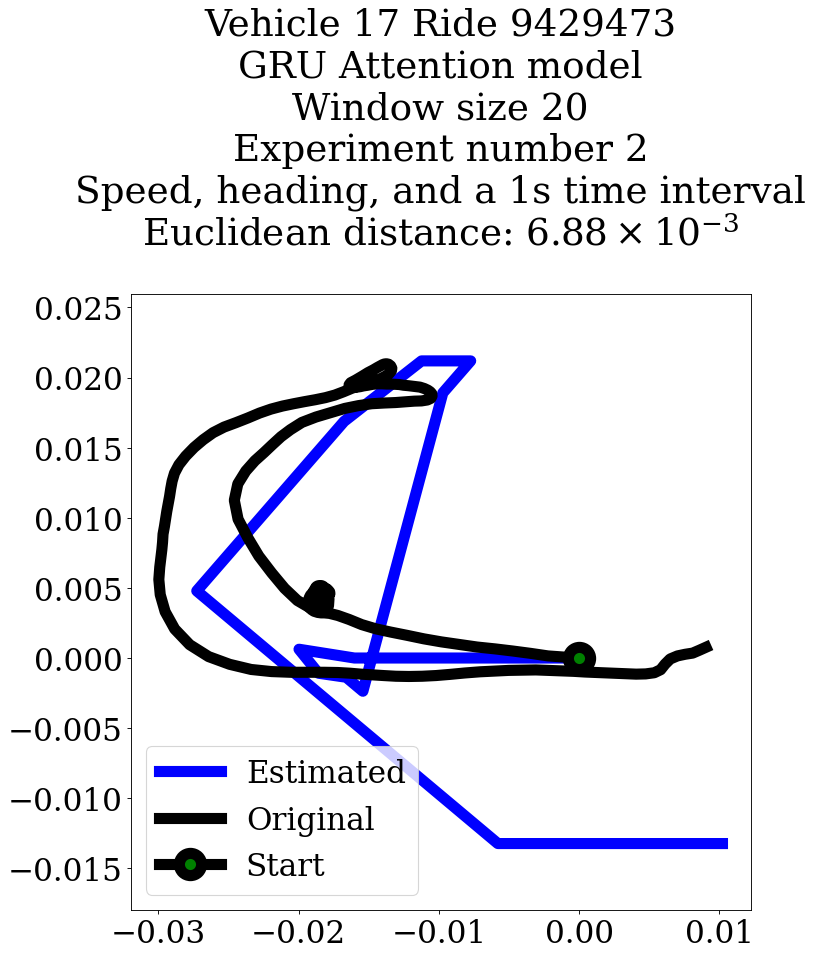 Vehicle 17 Ride 9429473
GRU Attention model
Window size 20
Experiment number 2
Speed, heading, and a 1s time interval
Euclidean distance: 6.88 × 10⁻³
0.025
0.020
0.015
0.010
0.005
0.000
−0.005
−0.010
−0.015
Estimated
Original
Start
−0.03 −0.02 −0.01 0.00 0.01